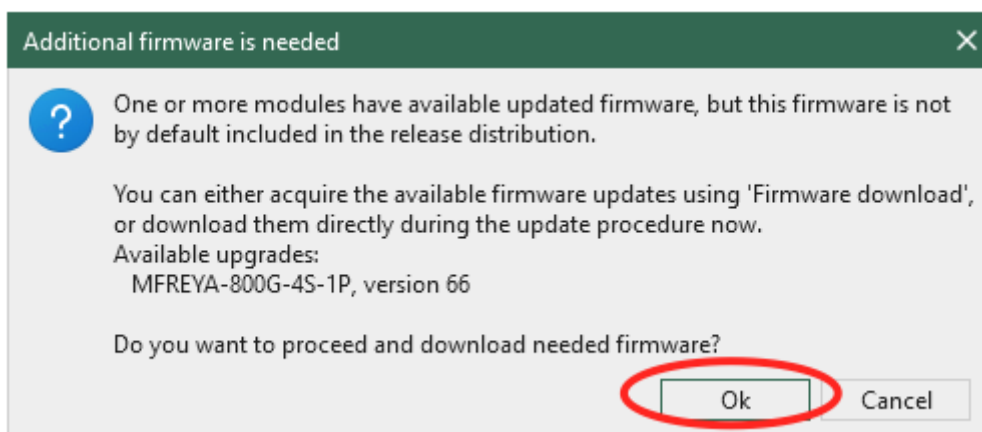 Additional firmware is needed
One or more modules have available updated firmware, but this firmware is not
by default included in the release distribution.
You can either acquire the available firmware updates using 'Firmware download',
or download them directly during the update procedure now.
Available upgrades:
MFREYA-800G-4S-1P, version 66
Do you want to proceed and download needed firmware?
Ok Cancel